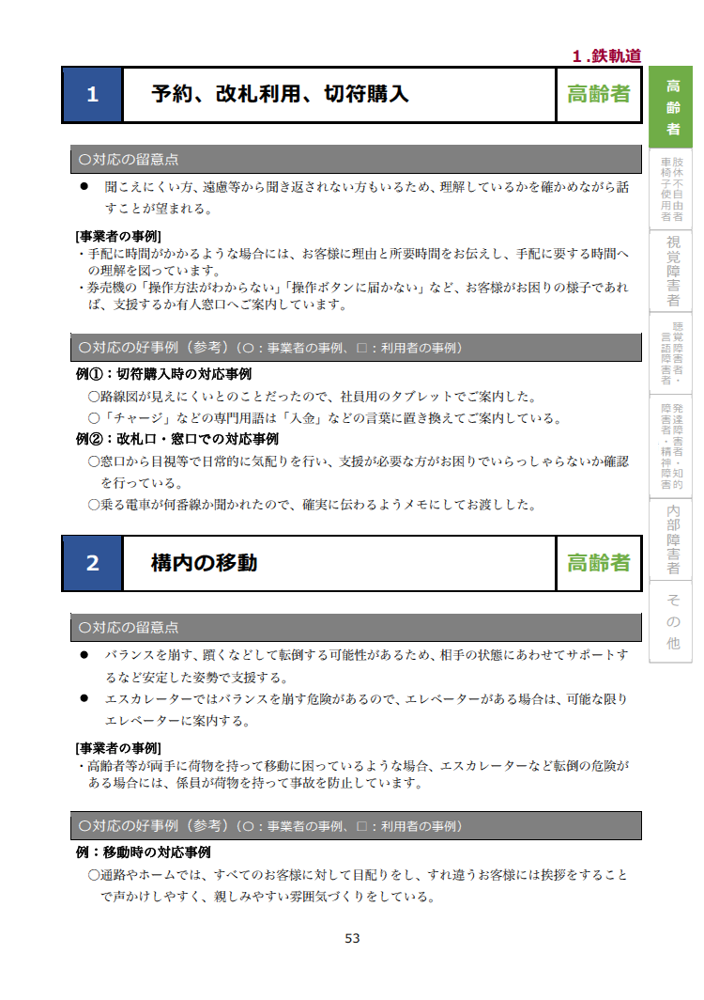 １.鉄軌道
1 予約、改札利用、切符購入 高齢者
〇対応の留意点
● 聞こえにくい方、遠慮等から聞き返されない方もいるため、理解しているかを確かめながら話
すことが望まれる。
[事業者の事例]
・手配に時間がかかるような場合には、お客様に理由と所要時間をお伝えし、手配に要する時間へ
の理解を図っています。
・券売機の「操作方法がわからない」「操作ボタンに届かない」など、お客様がお困りの様子であれ
ば、支援するか有人窓口へご案内しています。
〇対応の好事例（参考）（〇：事業者の事例、□：利用者の事例）
例①：切符購入時の対応事例
〇路線図が見えにくいとのことだったので、社員用のタブレットでご案内した。
〇「チャージ」などの専門用語は「入金」などの言葉に置き換えてご案内している。
例②：改札口・窓口での対応事例
〇窓口から目視等で日常的に気配りを行い、支援が必要な方がお困りでいらっしゃらないか確認
を行っている。
〇乗る電車が何番線か聞かれたので、確実に伝わるようメモにしてお渡しした。
2 構内の移動 高齢者
〇対応の留意点
● バランスを崩す、躓くなどして転倒する可能性があるため、相手の状態にあわせてサポートす
るなど安定した姿勢で支援する。
● エスカレーターではバランスを崩す危険があるので、エレベーターがある場合は、可能な限り
エレベーターに案内する。
[事業者の事例]
・高齢者等が両手に荷物を持って移動に困っているような場合、エスカレーターなど転倒の危険が
ある場合には、係員が荷物を持って事故を防止しています。
〇対応の好事例（参考）（〇：事業者の事例、□：利用者の事例）
例：移動時の対応事例
〇通路やホームでは、すべてのお客様に対して目配りをし、すれ違うお客様には挨拶をすること
で声かけしやすく、親しみやすい雰囲気づくりをしている。
53
高齢者
肢体不自由者
車椅子使用者
視覚障害者
聴覚障害者・
言語障害者
発達障害者・知的
障害者・精神障害
内部障害者
その他